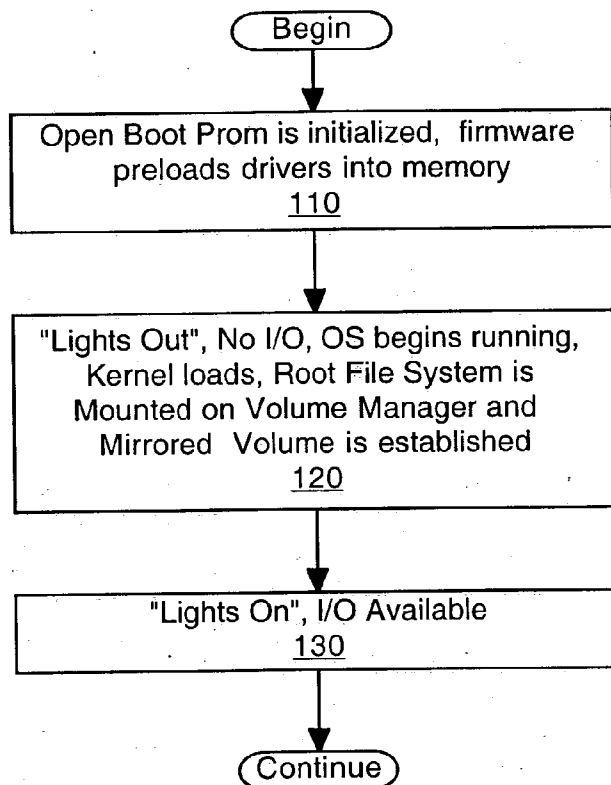 Begin
Open Boot Prom is initialized, firmware
preloads drivers into memory
110
"Lights Out", No I/O, OS begins running,
Kernel loads, Root File System is
Mounted on Volume Manager and
Mirrored Volume is established
120
"Lights On", I/O Available
130
Continue